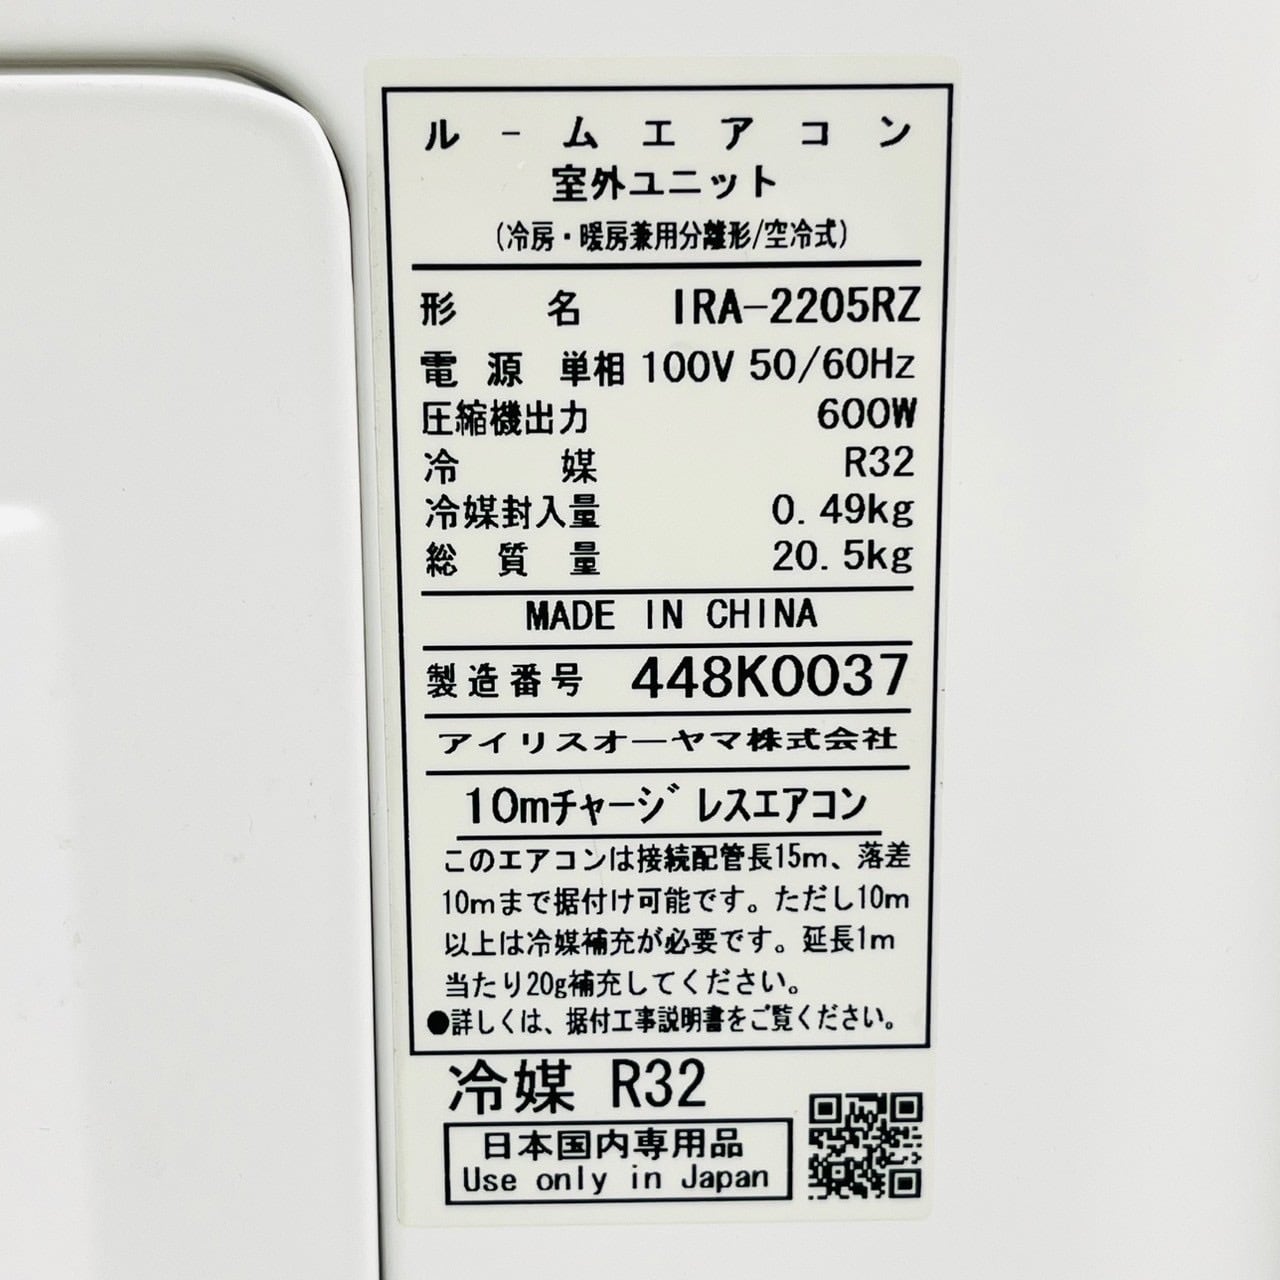 ルームエアコン
室外ユニット
(冷房・暖房兼用分離形/空冷式)
形名 IRA-2205RZ
電源 単相 100V 50/60Hz
圧縮機出力 600W
冷媒 R32
冷媒封入量 0.49kg
総質量 20.5kg
MADE IN CHINA
製造番号 448K0037
アイリスオーヤマ株式会社
10mチャージレスエアコン
このエアコンは接続配管長15m、落差
10mまで据付け可能です。ただし10m
以上は冷媒補充が必要です。延長1m
当たり20g補充してください。
●詳しくは、据付工事説明書をご覧ください。
冷媒 R32
日本国内専用品
Use only in Japan